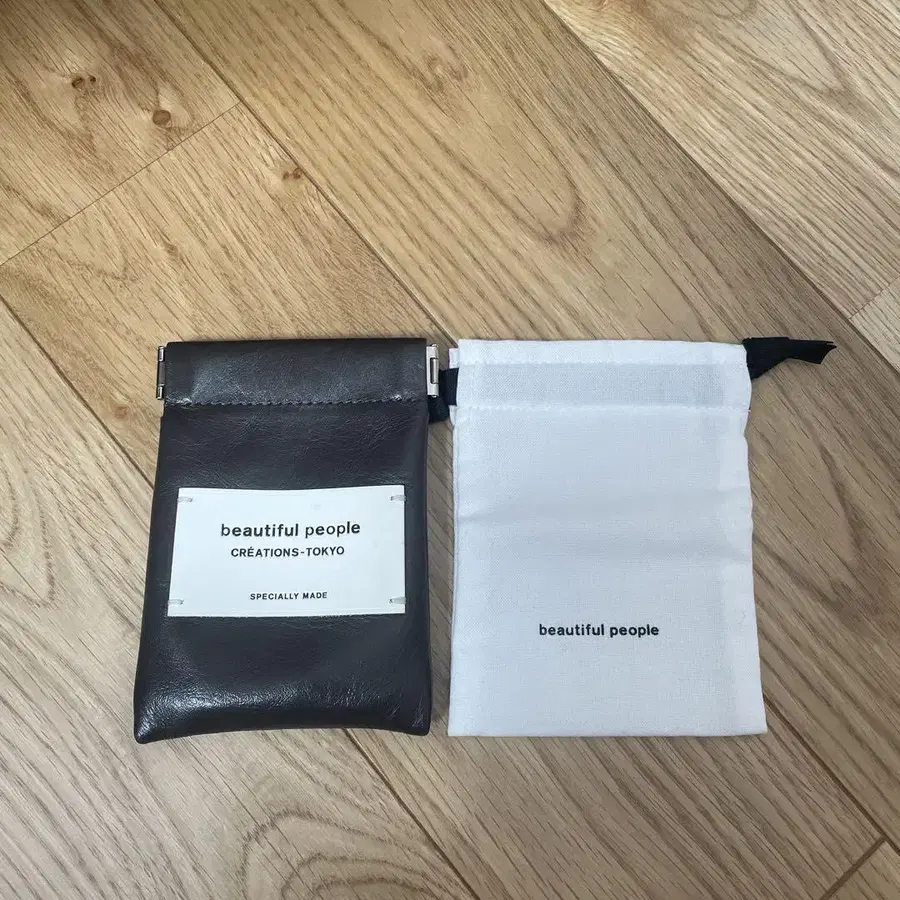 beautiful people
CRÉATIONS-TOKYO
SPECIALLY MADE
beautiful people